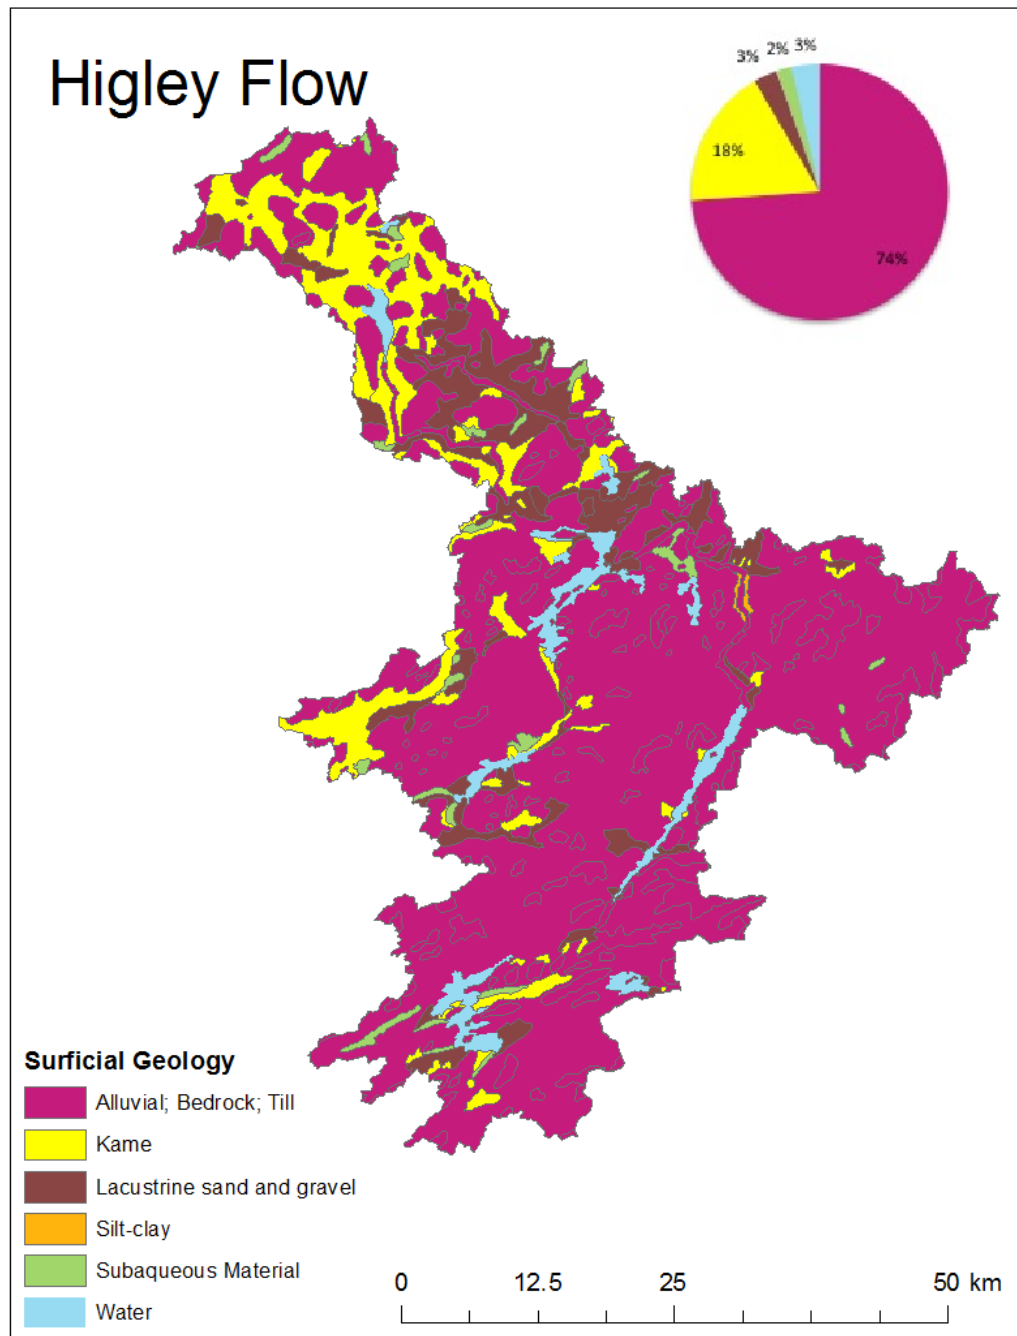 Higley Flow
3% 2% 3%
18%
74%
Surficial Geology
Alluvial; Bedrock; Till
Kame
Lacustrine sand and gravel
Silt-clay
Subaqueous Material
Water
0 12.5 25 50 km